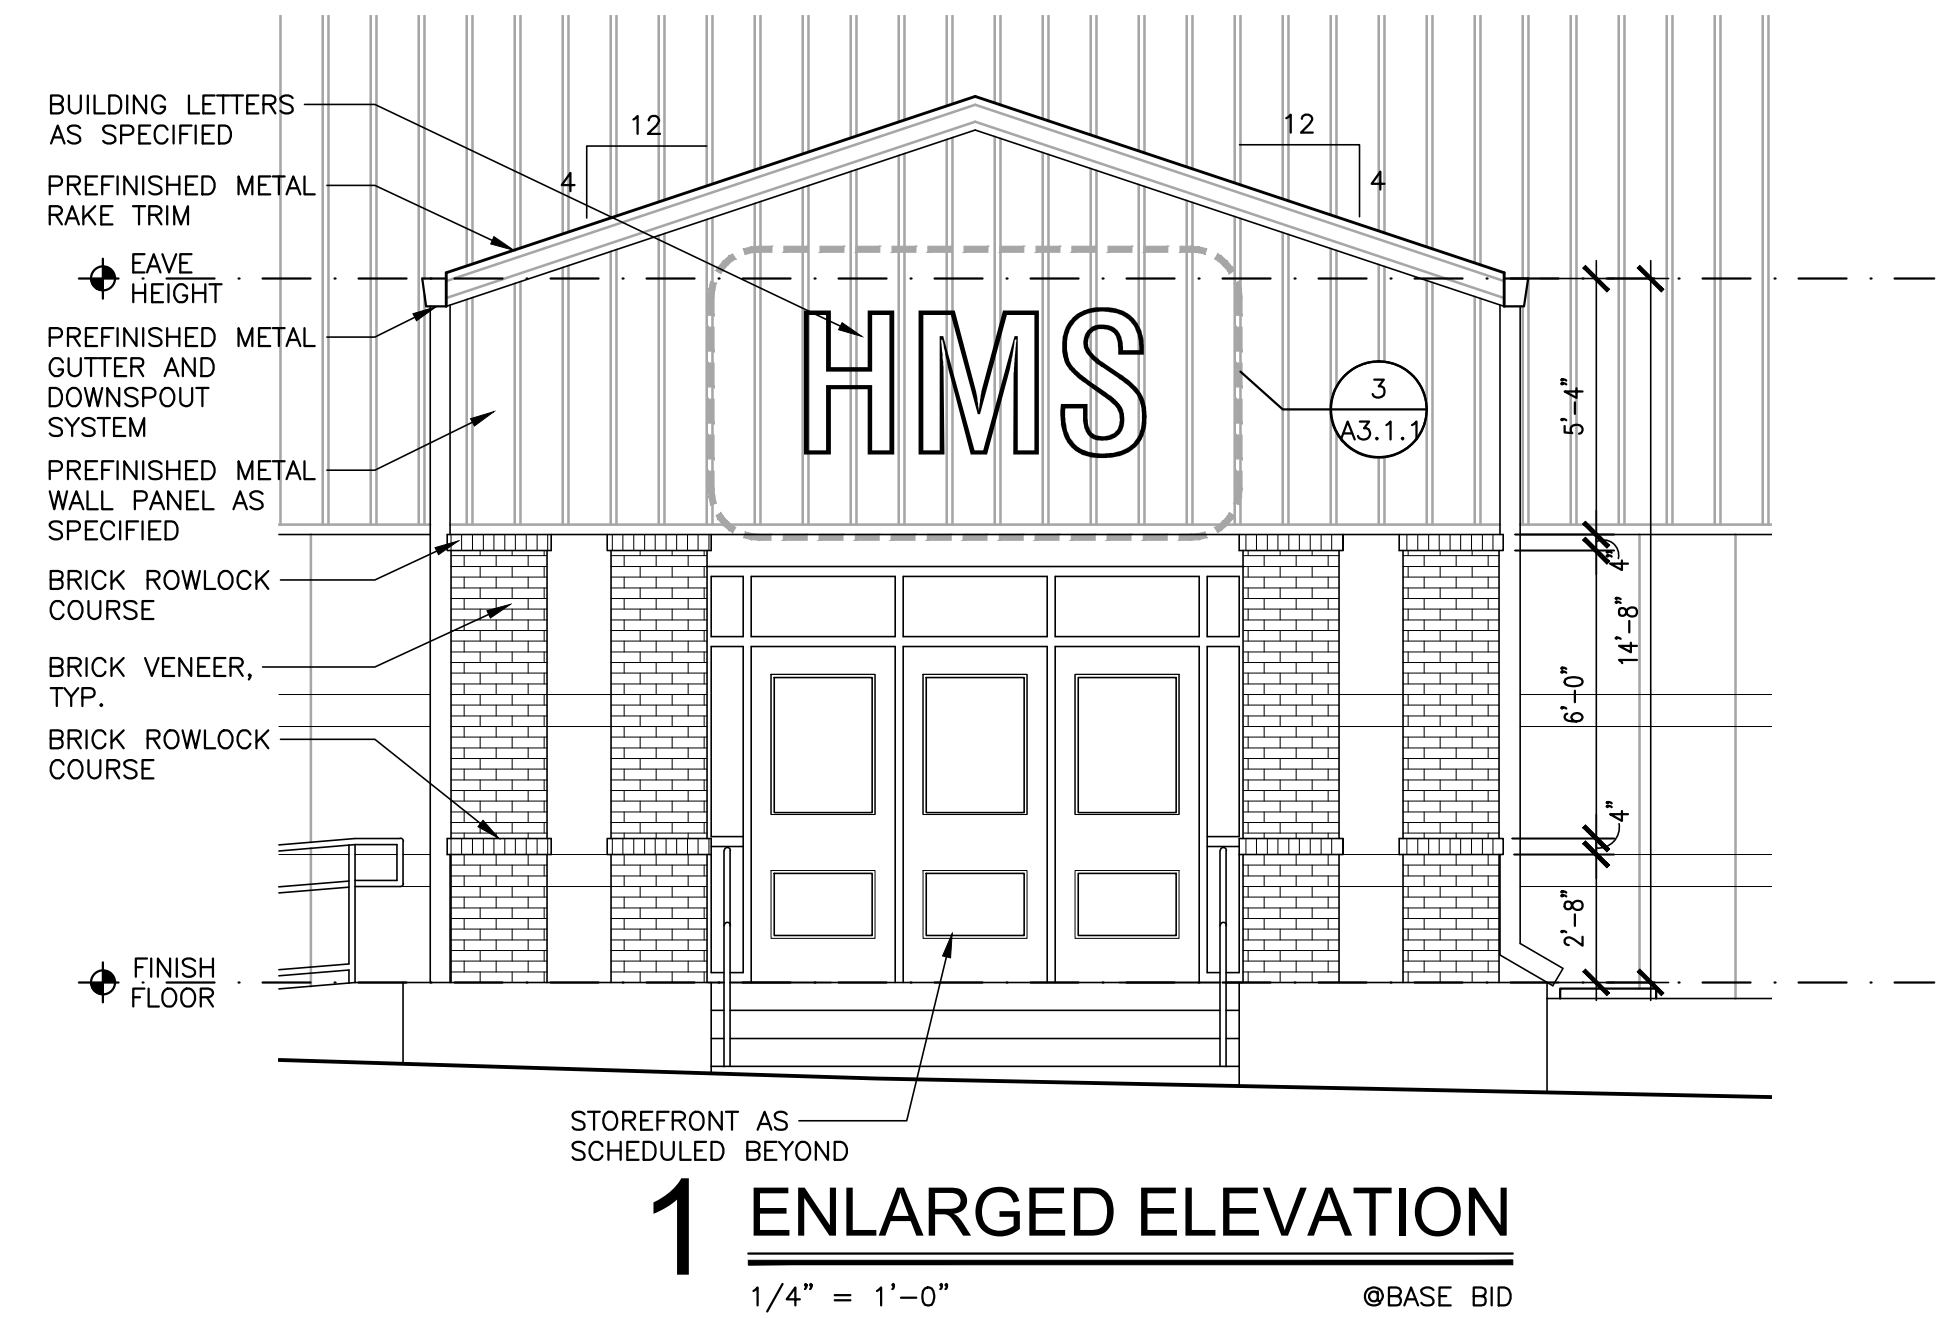 BUILDING LETTERS
AS SPECIFIED
12
4
12
4
PREFINISHED METAL
RAKE TRIM
EAVE
HEIGHT
PREFINISHED METAL
GUTTER AND
DOWNSPOUT
SYSTEM
HMS
3
A3.1.1
5'-4"
PREFINISHED METAL
WALL PANEL AS
SPECIFIED
BRICK ROWLOCK
COURSE
4"
14'-8"
BRICK VENEER,
TYP.
6'-0"
BRICK ROWLOCK
COURSE
4"
2'-8"
FINISH
FLOOR
STOREFRONT AS
SCHEDULED BEYOND
1 ENLARGED ELEVATION
1/4" = 1'-0" @BASE BID